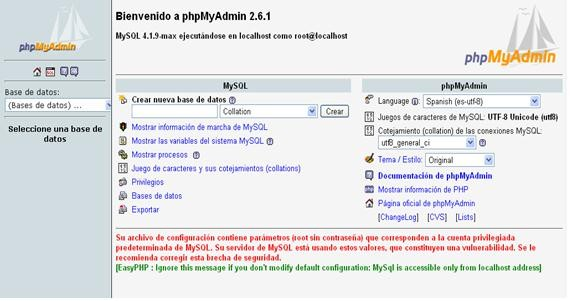 phpMyAdmin
Base de datos:
(Bases de datos) ...
Seleccione una base de
datos
Bienvenido a phpMyAdmin 2.6.1
MySQL 4.1.9-max ejecutándose en localhost como root@localhost
phpMyAdmin
MySQL
Crear nueva base de datos
Collation
Crear
Mostrar información de marcha de MySQL
Mostrar las variables del sistema MySQL
Mostrar procesos
Juego de caracteres y sus cotejamientos (collations)
Privilegios
Bases de datos
Exportar
phpMyAdmin
Language
: Spanish (es-utf8)
Juegos de caracteres de MySQL: UTF-8 Unicode (utf8)
Cotejamiento (collation) de las conexiones MySQL:
utf8_general_ci
Tema / Estilo: Original
Documentación de phpMyAdmin
Mostrar información de PHP
Página oficial de phpMyAdmin
[ChangeLog] [CVS] [Lists]
Su archivo de configuración contiene parámetros (root sin contraseña) que corresponden a la cuenta privilegiada
predeterminada de MySQL. Su servidor de MySQL está usando estos valores, que constituyen una vulnerabilidad. Se le
recomienda corregir esta brecha de seguridad.
[EasyPHP : Ignore this message if you don't modify default configuration: MySql is accessible only from localhost address]